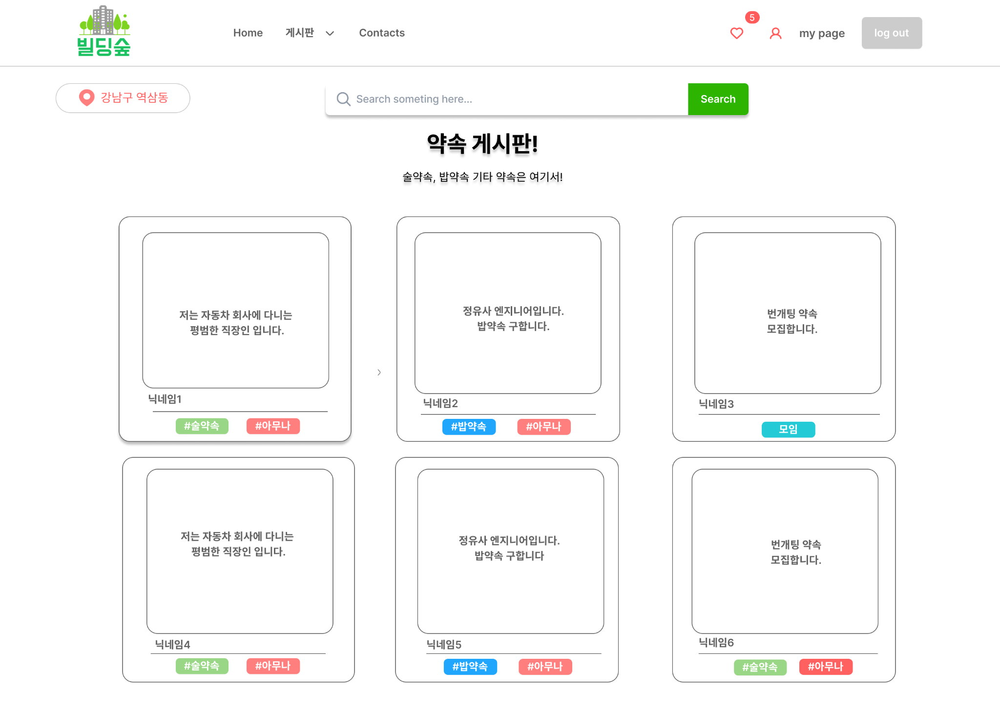 빌딩숲
Home 게시판 Contacts
5
my page
log out
강남구 역삼동
Search someting here...
Search
약속 게시판!
술약속, 밥약속 기타 약속은 여기서!
저는 자동차 회사에 다니는
평범한 직장인 입니다.
닉네임1
#술약속 #아무나
정유사 엔지니어입니다.
밥약속 구합니다.
닉네임2
#밥약속 #아무나
번개팅 약속
모집합니다.
닉네임3
모임
저는 자동차 회사에 다니는
평범한 직장인 입니다.
닉네임4
#술약속 #아무나
정유사 엔지니어입니다.
밥약속 구합니다
닉네임5
#밥약속 #아무나
번개팅 약속
모집합니다.
닉네임6
#술약속 #아무나